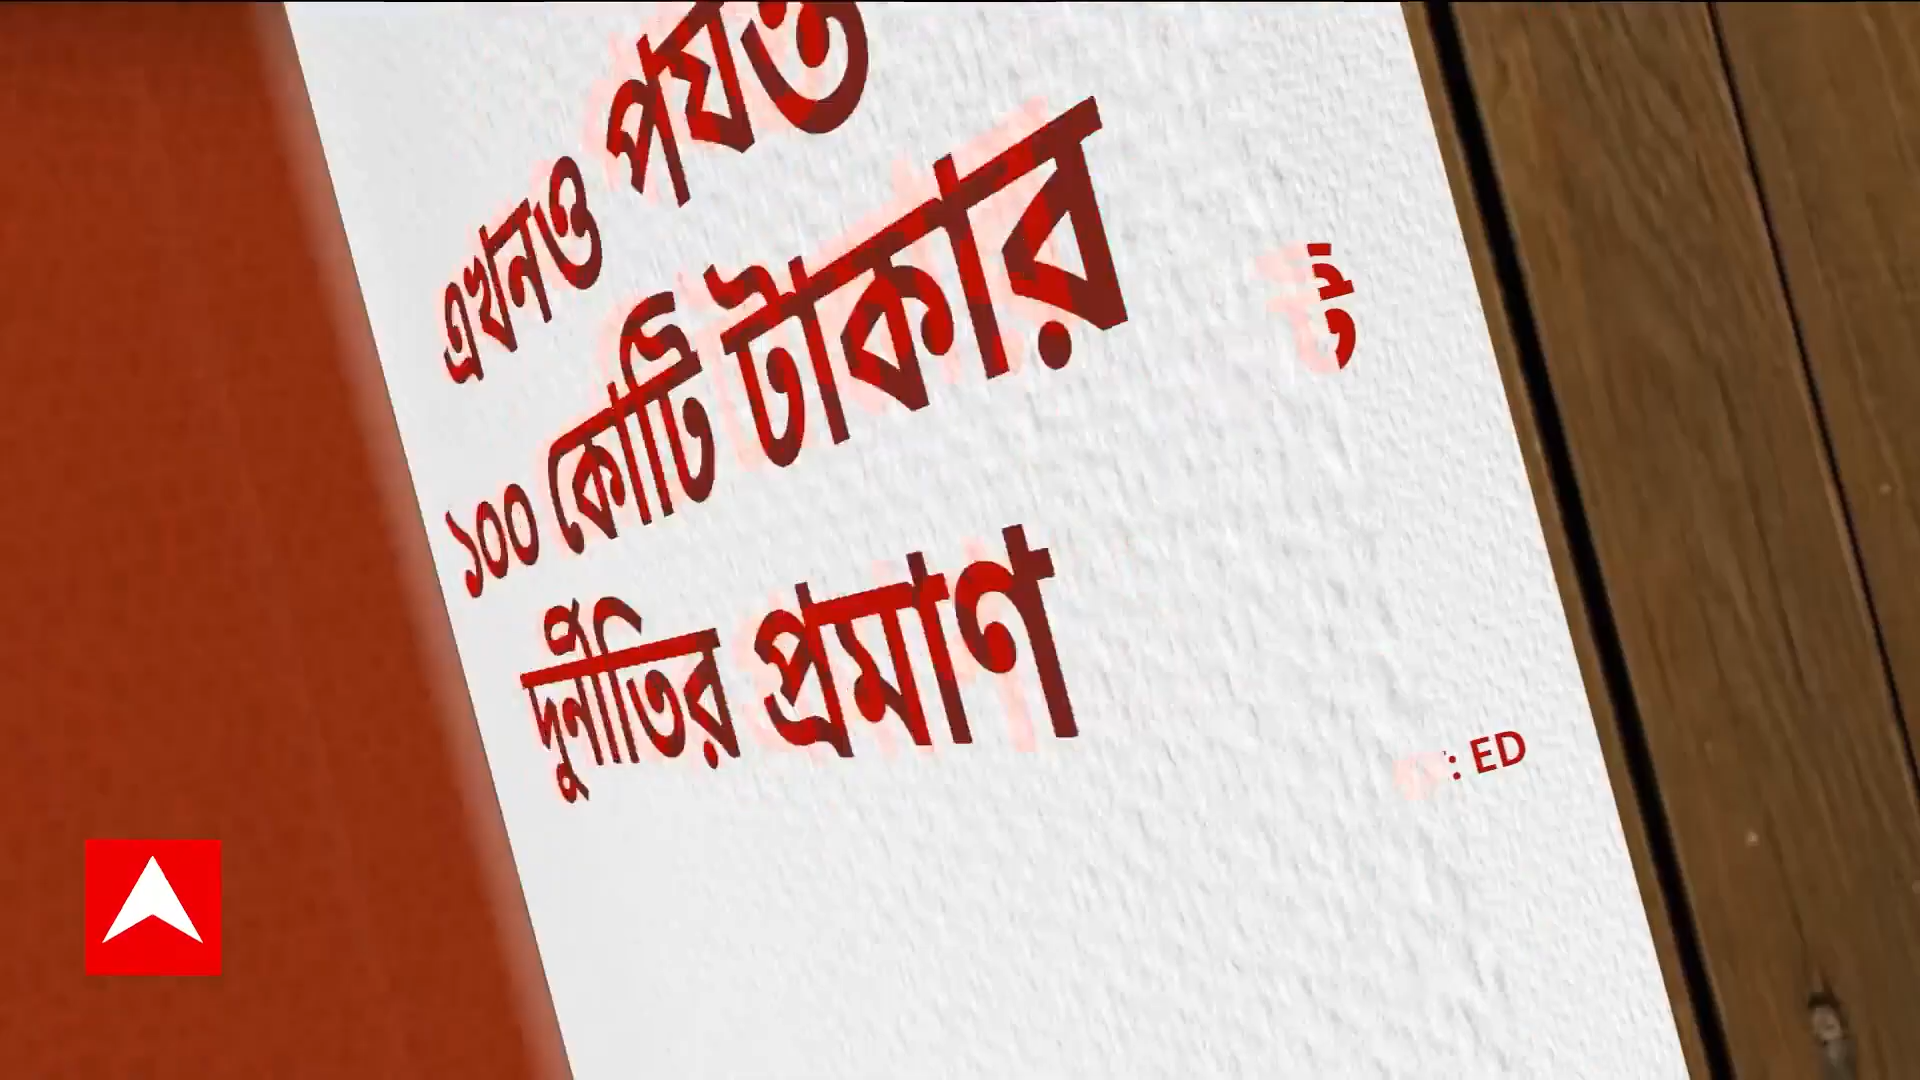 এখনও পর্যন্ত
১০০ কোটি টাকার
দুর্নীতির প্রমাণ
: ED